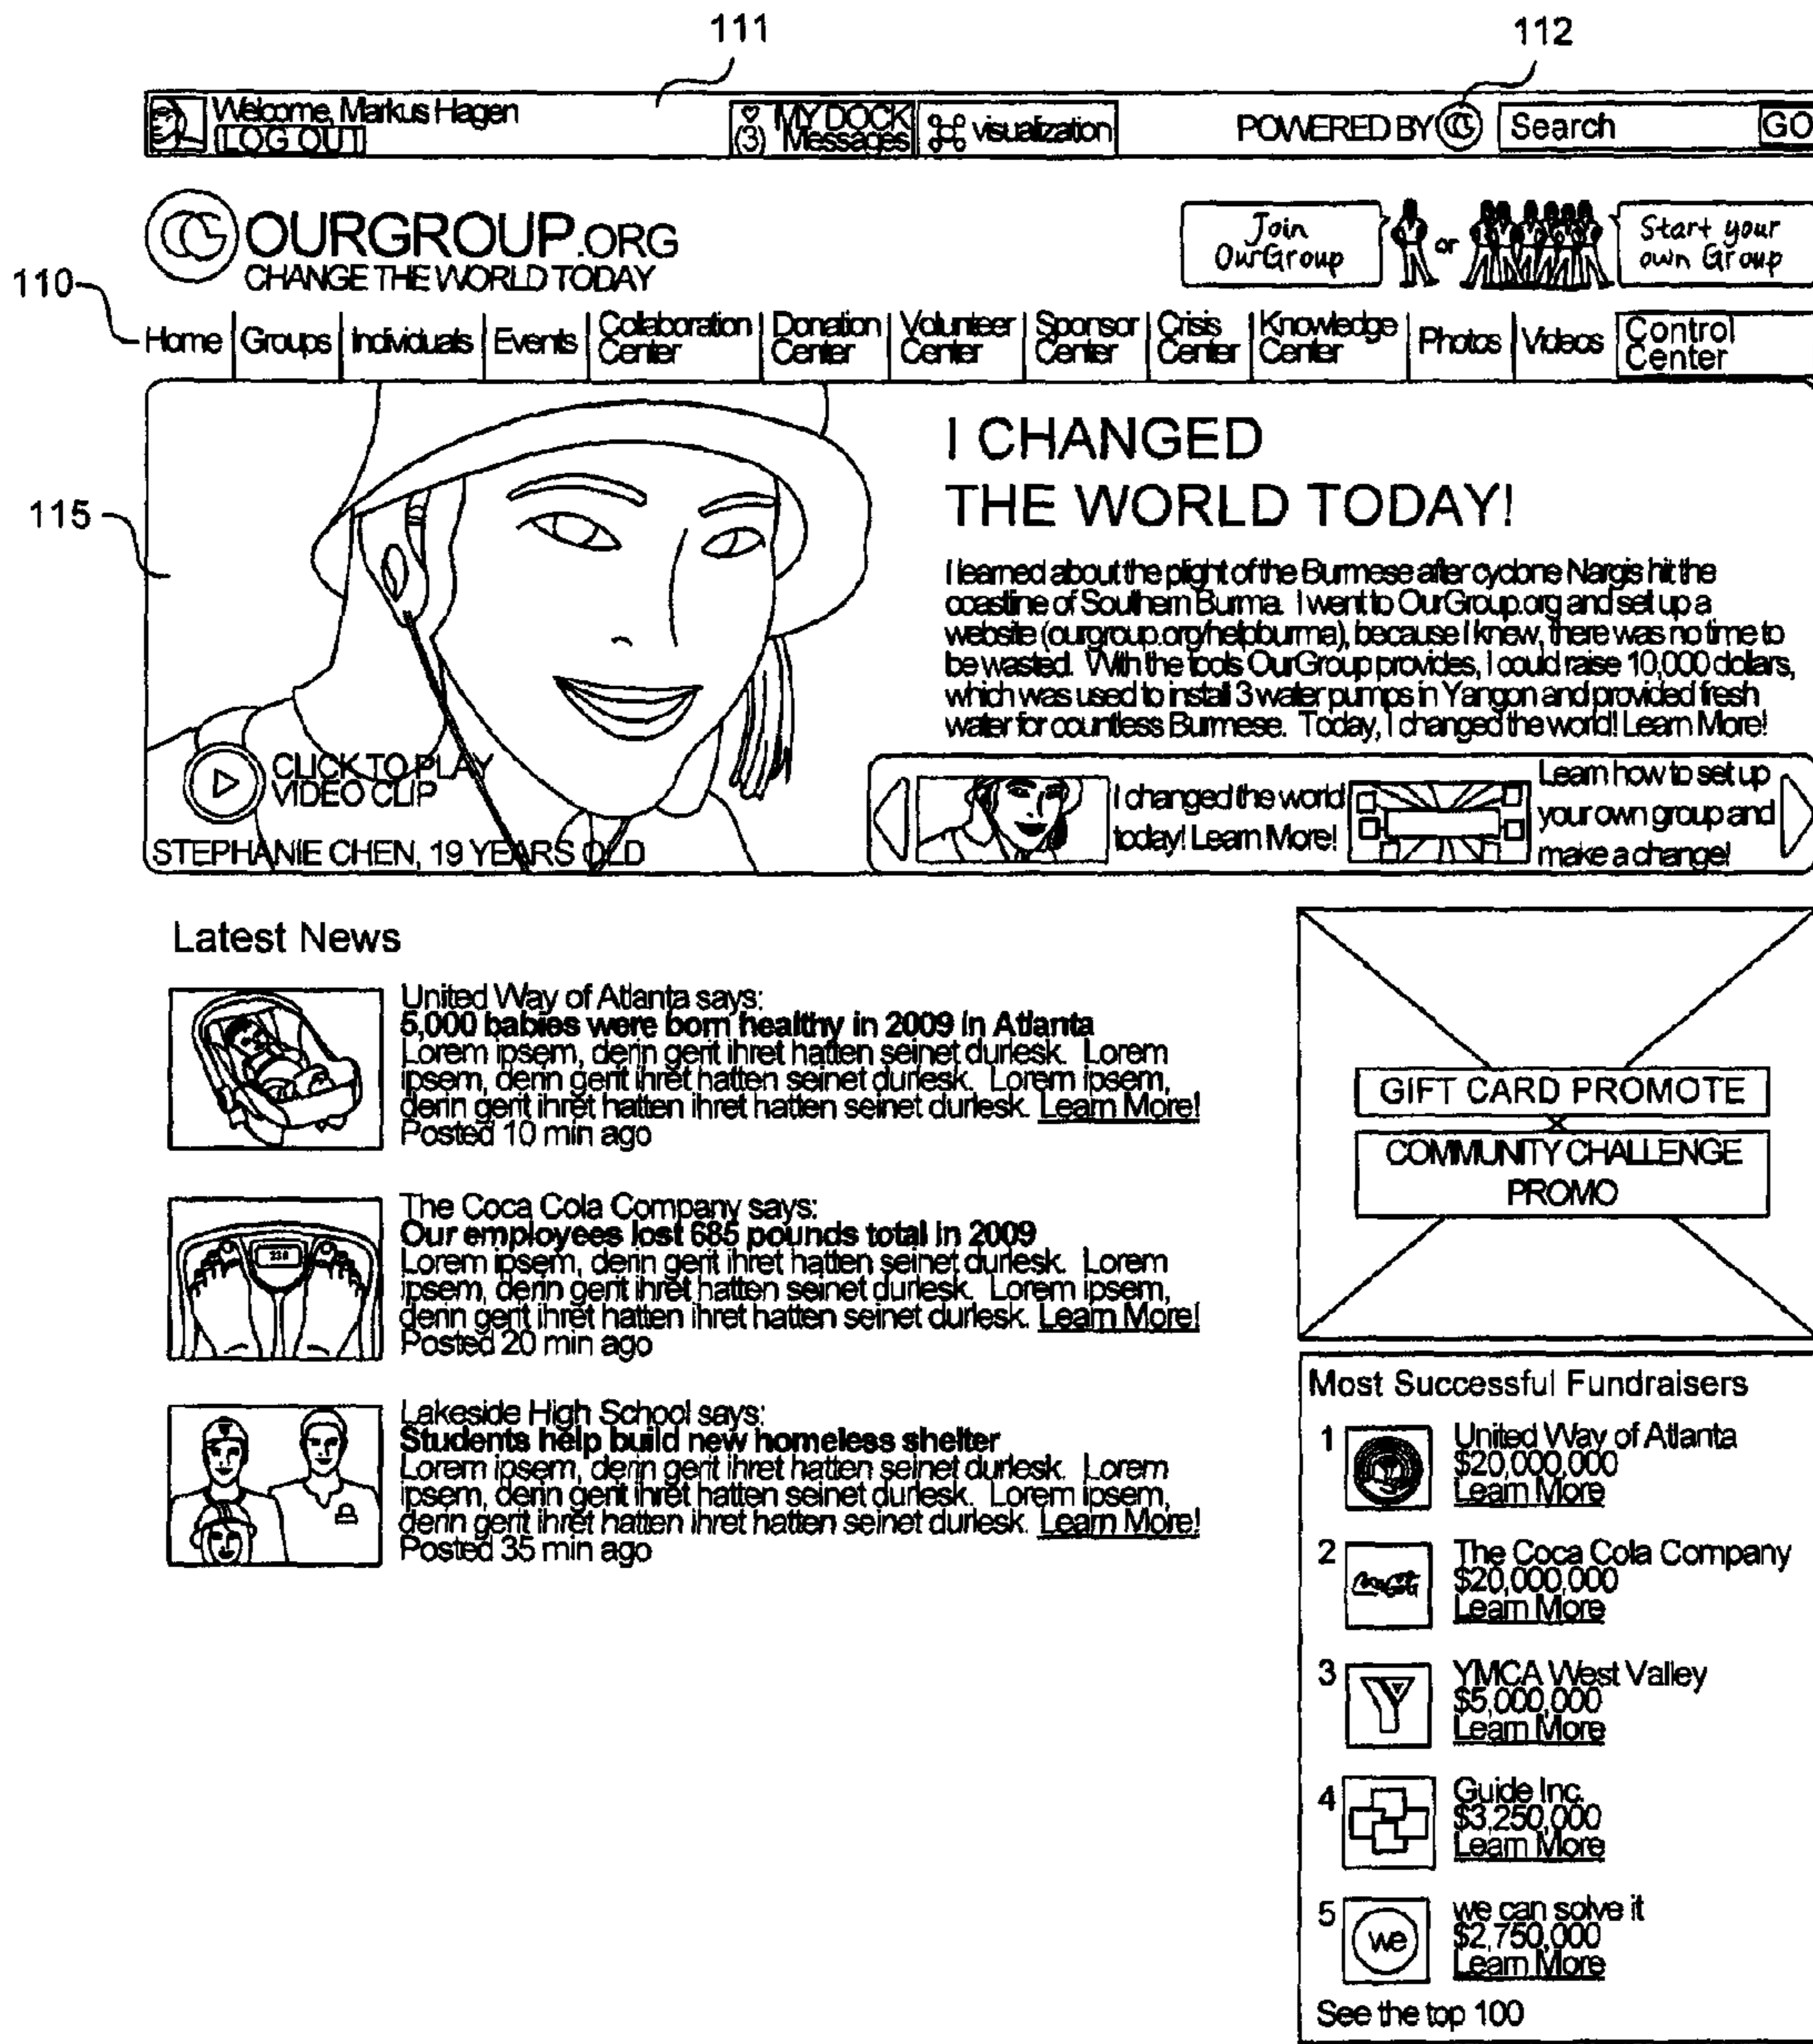 111
112
Welcome, Markus Hagen
LOG OUT
(3)
MY DOCK
Messages
visualization
POWERED BY
Search
GO
OURGROUP.ORG
CHANGE THE WORLD TODAY
Join
OurGroup
or
Start your
own Group
110
Home
Groups
Individuals
Events
Collaboration
Center
Donation
Center
Volunteer
Center
Sponsor
Center
Crisis
Center
Knowledge
Center
Photos
Videos
Control
Center
115
CLICK TO PLAY
VIDEO CLIP
STEPHANIE CHEN, 19 YEARS OLD
I CHANGED
THE WORLD TODAY!
I learned about the plight of the Burmese after cyclone Nargis hit the
coastline of Southern Burma. I went to OurGroup.org and set up a
website (ourgroup.org/helpburma), because I knew, there was no time to
be wasted. With the tools OurGroup provides, I could raise 10,000 dollars,
which was used to install 3 water pumps in Yangon and provided fresh
water for countless Burmese. Today, I changed the world! Learn More!
I changed the world
today! Learn More!
Learn how to set up
your own group and
make a change!
Latest News
United Way of Atlanta says:
5,000 babies were born healthy in 2009 in Atlanta
Lorem ipsem, derin gerit ihret hatten seinet durlesk. Lorem
ipsem, derin gerit ihret hatten seinet durlesk. Lorem ipsem,
derin gerit ihret hatten ihret hatten seinet durlesk. Learn More!
Posted 10 min ago
The Coca Cola Company says:
Our employees lost 685 pounds total in 2009
Lorem ipsem, derin gerit ihret hatten seinet durlesk. Lorem
ipsem, derin gerit ihret hatten seinet durlesk. Lorem ipsem,
derin gerit ihret hatten ihret hatten seinet durlesk. Learn More!
Posted 20 min ago
Lakeside High School says:
Students help build new homeless shelter
Lorem ipsem, derin gerit ihret hatten seinet durlesk. Lorem
ipsem, derin gerit ihret hatten seinet durlesk. Lorem ipsem,
derin gerit ihret hatten ihret hatten seinet durlesk. Learn More!
Posted 35 min ago
GIFT CARD PROMOTE
COMMUNITY CHALLENGE
PROMO
Most Successful Fundraisers
1
United Way of Atlanta
$20,000,000
Learn More
2
The Coca Cola Company
$20,000,000
Learn More
3
YMCA West Valley
$5,000,000
Learn More
4
Guide Inc.
$3,250,000
Learn More
5
we
we can solve it
$2,750,000
Learn More
See the top 100